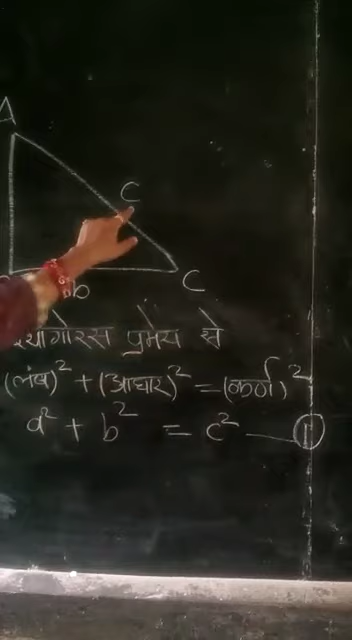 A
C
C
b
पाइथागोरस प्रमेय से
(लंब)² + (आधार)² = (कर्ण)²
a² + b² = c² — ①